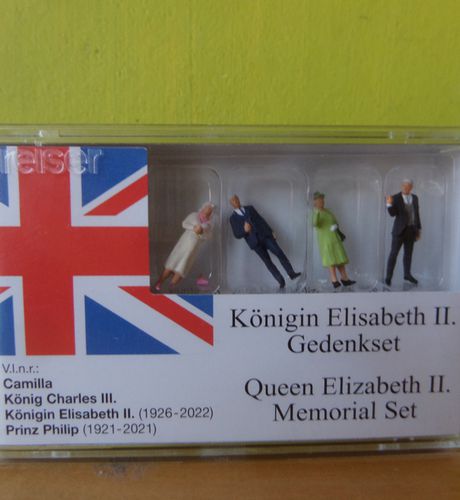 Königin Elisabeth II.
Gedenkset
Queen Elizabeth II.
Memorial Set
V.l.n.r.:
Camilla
König Charles III.
Königin Elisabeth II. (1926-2022)
Prinz Philip (1921-2021)